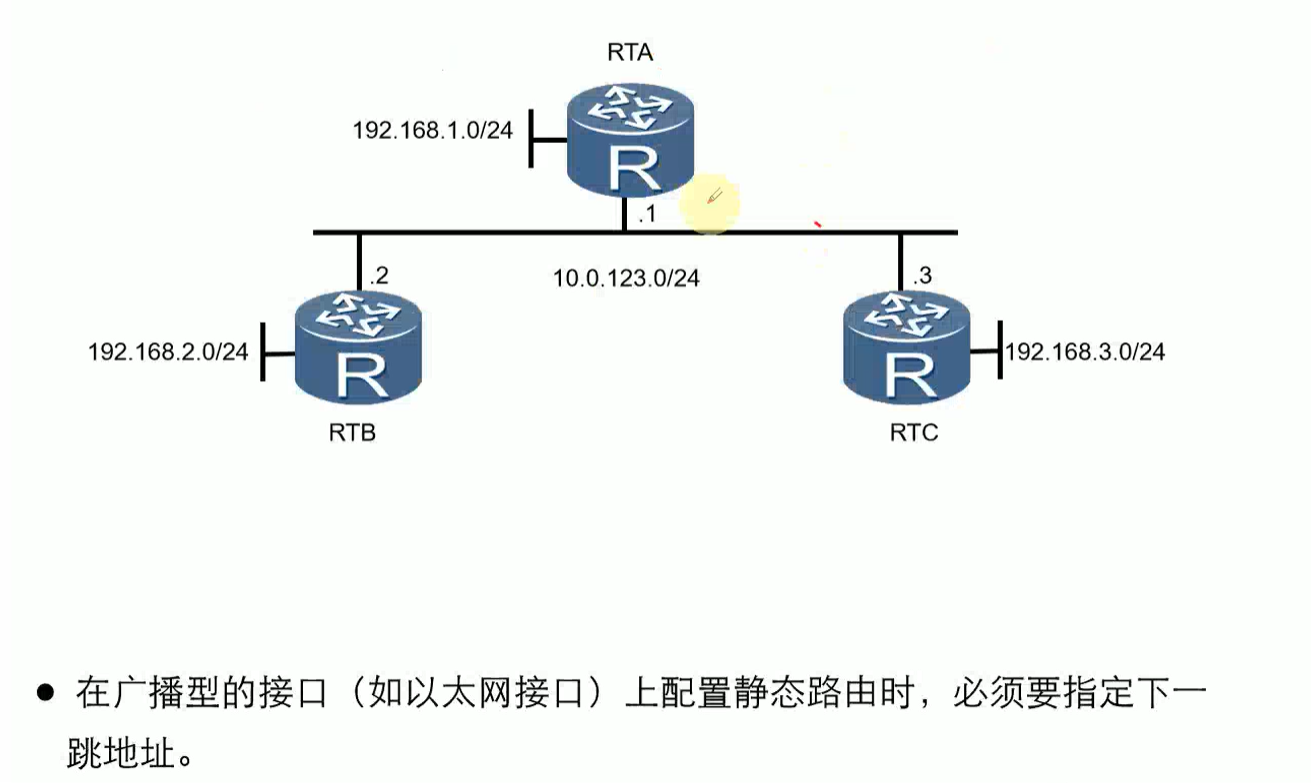 RTA
192.168.1.0/24
R
.1
.2
10.0.123.0/24
.3
192.168.2.0/24
R
R
192.168.3.0/24
RTB
RTC
● 在广播型的接口（如以太网接口）上配置静态路由时，必须要指定下一
跳地址。